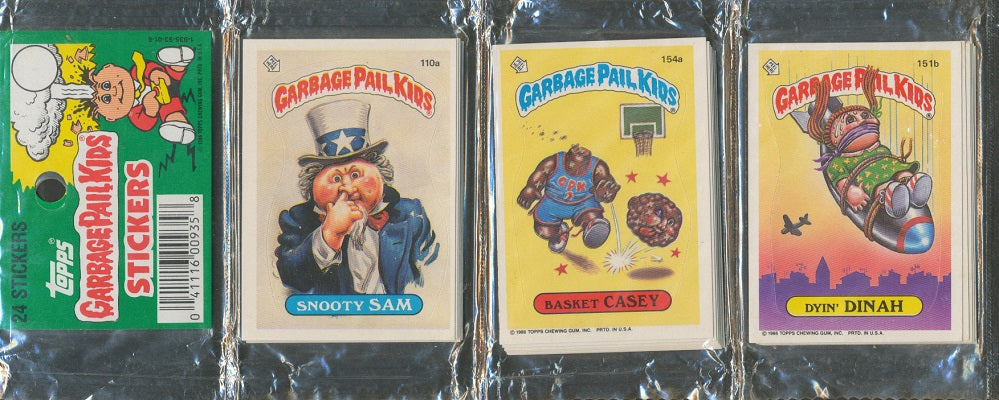 24 STICKERS
Topps®
GARBAGE PAIL KIDS
STICKERS
0 41116 00935 8
110a
GARBAGE PAIL KIDS
SNOOTY SAM
154a
GARBAGE PAIL KIDS
GPK
BASKET CASEY
© 1986 TOPPS CHEWING GUM, INC. PRTD. IN U.S.A.
151b
GARBAGE PAIL KIDS
DYIN' DINAH
© 1986 TOPPS CHEWING GUM, INC. PRTD. IN U.S.A.